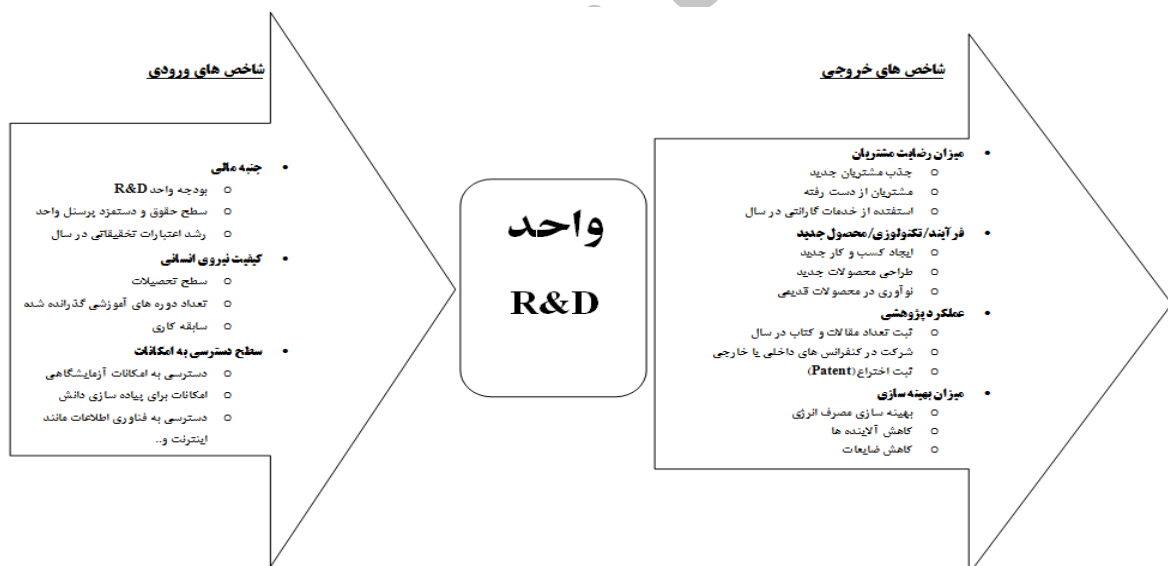 شاخص های ورودی
• جنبه مالی
o بودجه واحد R&D
o سطح حقوق و دستمزد پرسنل واحد
o رشد اعتبارات تخقیقاتی در سال
• کیفیت نیروی انسانی
o سطح تحصیلات
o تعداد دوره های آموزشی گذرانده شده
o سابقه کاری
• سطح دسترسی به امکانات
o دسترسی به امکانات آزمایشگاهی
o امکانات برای پیاده سازی دانش
o دسترسی به فناوری اطلاعات مانند
اینترنت و..
واحد
R&D
شاخص های خروجی
• میزان رضایت مشتریان
o جذب مشتریان جدید
o مشتریان از دست رفته
o استفتده از خدمات گارانتی در سال
• فرآیند/تکنولوژی/محصول جدید
o ایجاد کسب و کار جدید
o طراحی محصولات جدید
o نوآوری در محصولات قدیمی
• عملکرد پژوهشی
o ثبت تعداد مقالات و کتاب در سال
o شرکت در کنفرانس های داخلی یا خارجی
o ثبت اختراع(Patent)
• میزان بهینه سازی
o بهینه سازی مصرف انرژی
o کاهش آلاینده ها
o کاهش ضایعات